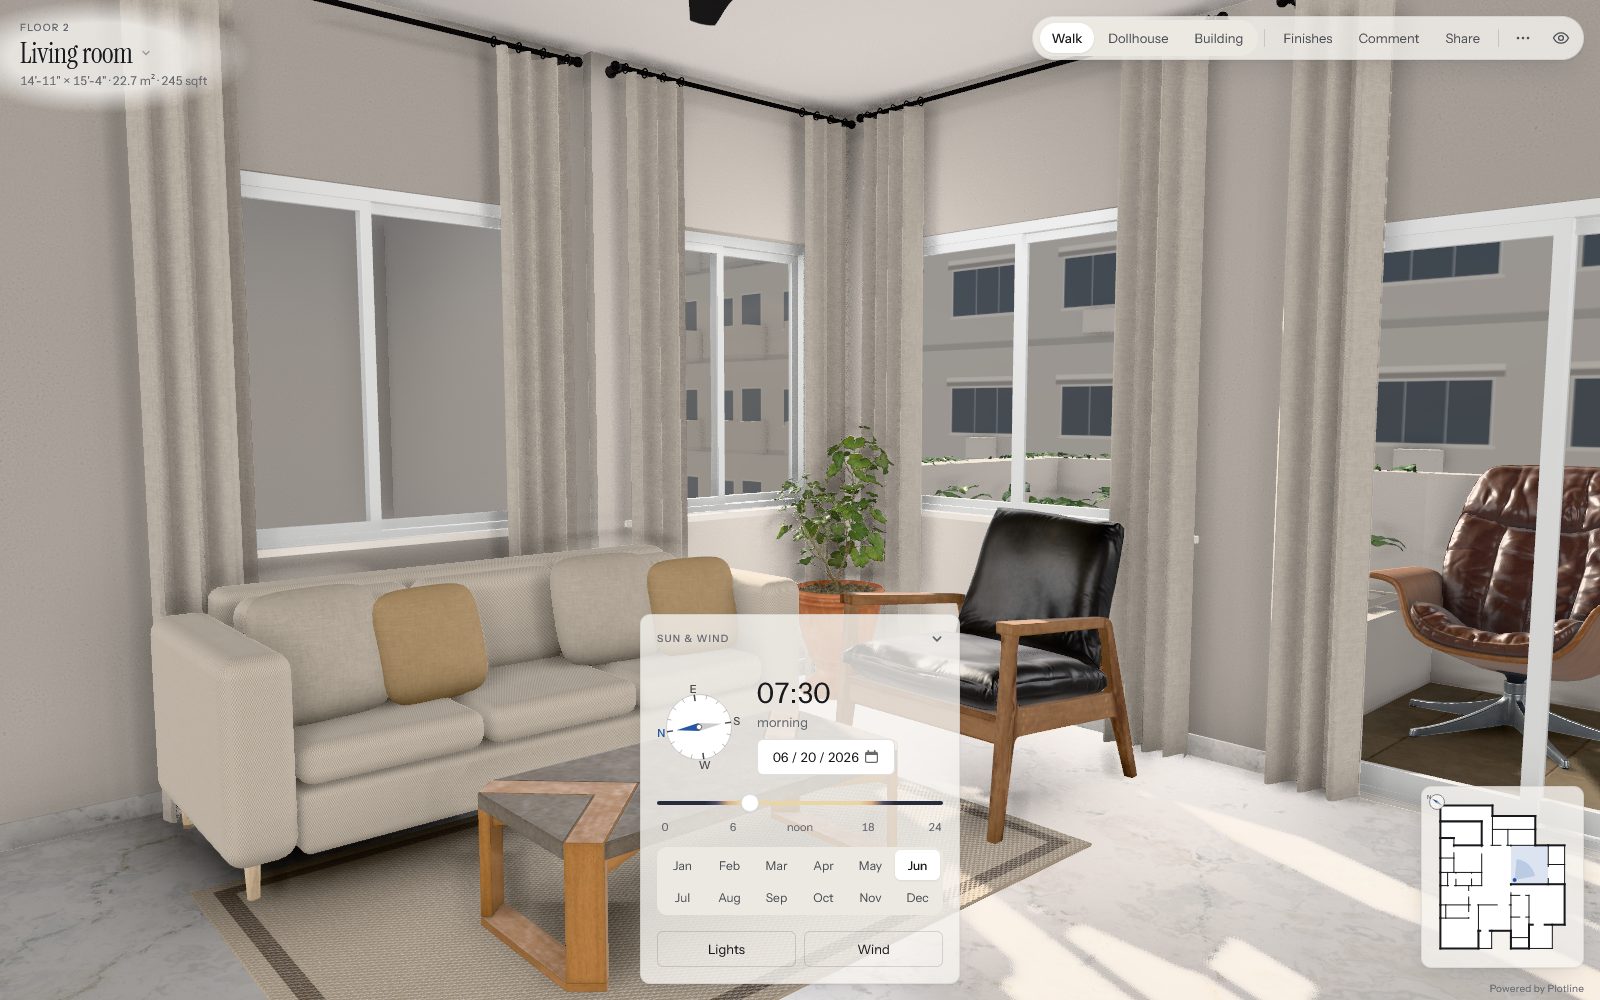 FLOOR 2
Living room
14'-11" × 15'-4" · 22.7 m² · 245 sqft
Walk Dollhouse Building Finishes Comment Share ...
SUN & WIND
E
S
N
W
07:30
morning
06 / 20 / 2026
0 6 noon 18 24
Jan Feb Mar Apr May Jun
Jul Aug Sep Oct Nov Dec
Lights Wind
N
Powered by Plotline